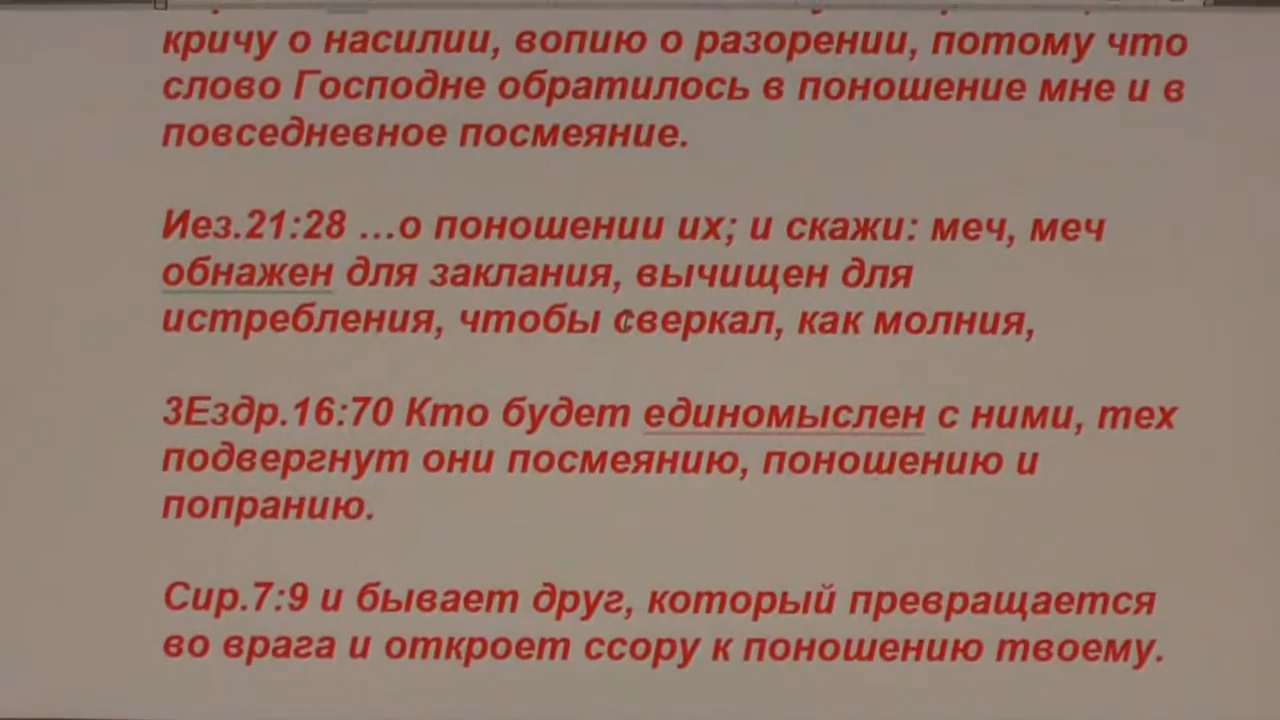 кричу о насилии, вопию о разорении, потому что
слово Господне обратилось в поношение мне и в
повседневное посмеяние.
Иез.21:28 ...о поношении их; и скажи: меч, меч
обнажен для заклания, вычищен для
истребления, чтобы сверкал, как молния,
3Ездр.16:70 Кто будет единомыслен с ними, тех
подвергнут они посмеянию, поношению и
попранию.
Сир.7:9 и бывает друг, который превращается
во врага и откроет ссору к поношению твоему.